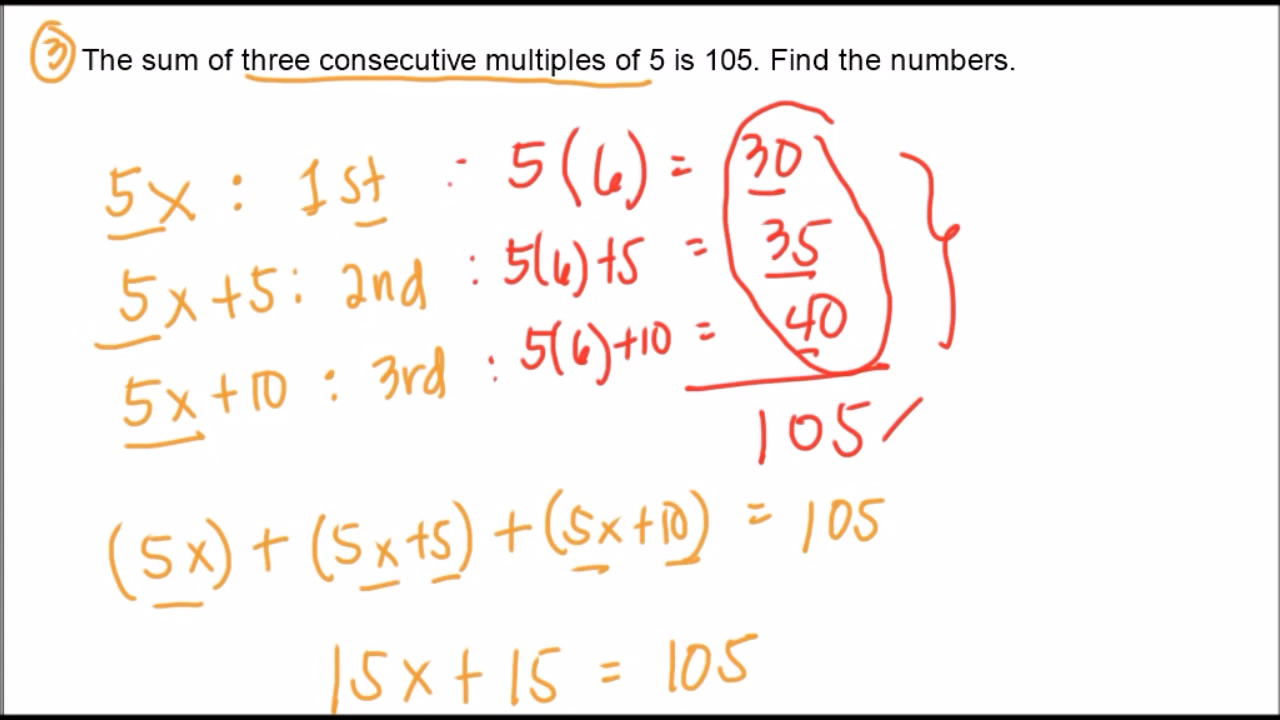 ③ The sum of three consecutive multiples of 5 is 105. Find the numbers.
5x : 1st : 5(6) = 30
5x+5 : 2nd : 5(6)+5 = 35
5x+10 : 3rd : 5(6)+10 = 40
105
(5x) + (5x+5) + (5x+10) = 105
15x + 15 = 105